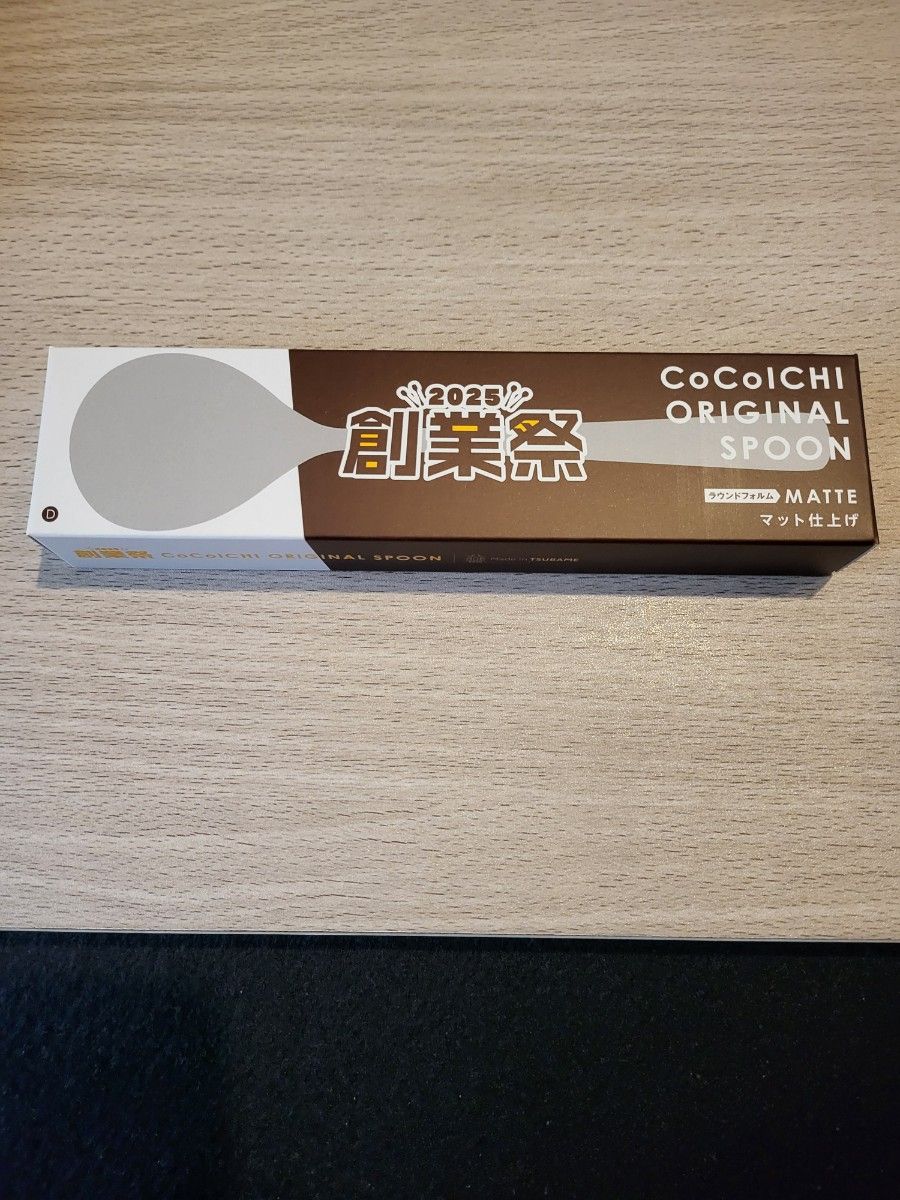 2025
創業祭
CoCoICHI
ORIGINAL
SPOON
ラウンドフォルム MATTE
マット仕上げ
D
創業祭 CoCoICHI ORIGINAL SPOON Made in TSUBAME